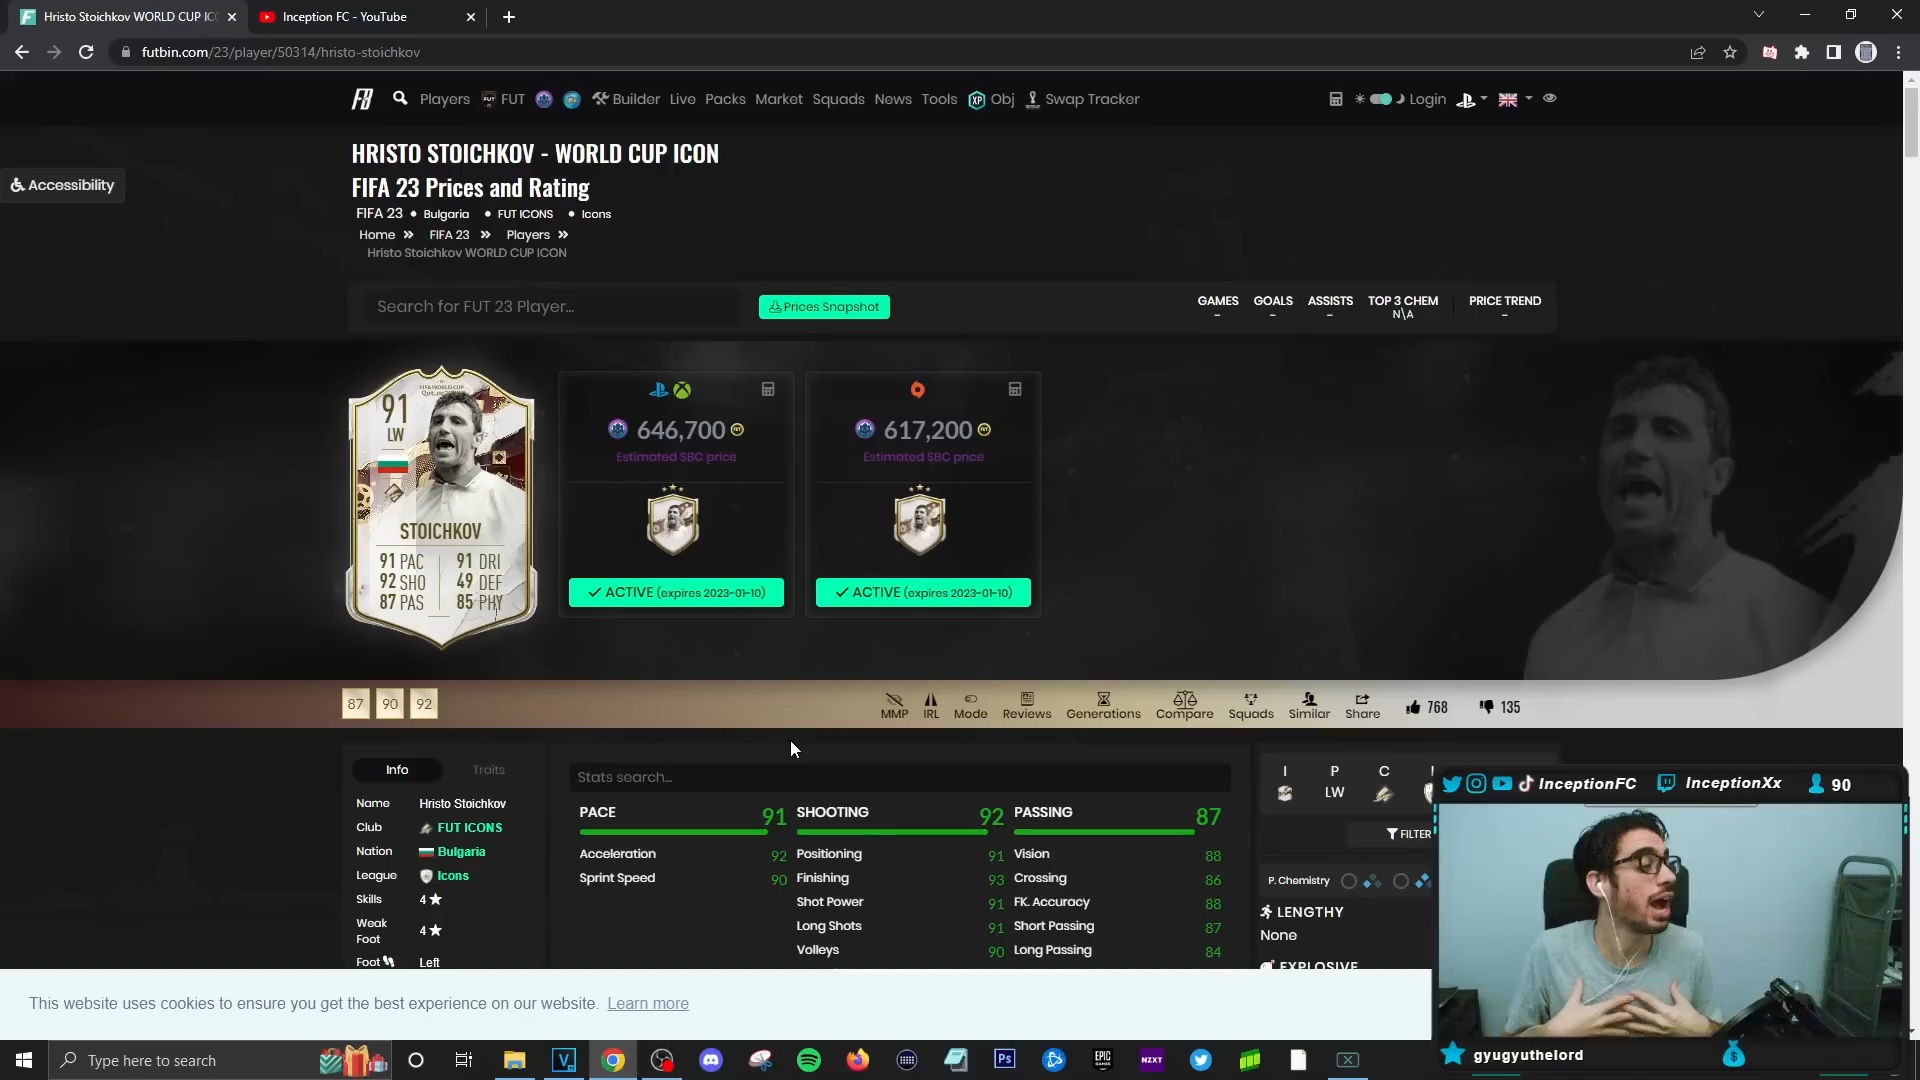 Hristo Stoichkov WORLD CUP IC
Inception FC - YouTube
futbin.com/23/player/50314/hristo-stoichkov
Players FUT Builder Live Packs Market Squads News Tools XP Obj Swap Tracker Login
HRISTO STOICHKOV - WORLD CUP ICON
Accessibility
FIFA 23 Prices and Rating
FIFA 23 • Bulgaria • FUT ICONS • Icons
Home » FIFA 23 » Players »
Hristo Stoichkov WORLD CUP ICON
Search for FUT 23 Player...
Prices Snapshot
GAMES GOALS ASSISTS TOP 3 CHEM PRICE TREND
- - - N\A -
91
LW
STOICHKOV
91 PAC 91 DRI
92 SHO 49 DEF
87 PAS 85 PHY
646,700
Estimated SBC price
ACTIVE (expires 2023-01-10)
617,200
Estimated SBC price
ACTIVE (expires 2023-01-10)
87 90 92
MMP IRL Mode Reviews Generations Compare Squads Similar Share 768 135
Info Traits
Name Hristo Stoichkov
Club FUT ICONS
Nation Bulgaria
League Icons
Skills 4★
Weak Foot 4★
Foot Left
Stats search...
PACE 91
Acceleration 92
Sprint Speed 90
SHOOTING 92
Positioning 91
Finishing 93
Shot Power 91
Long Shots 91
Volleys 90
PASSING 87
Vision 88
Crossing 86
FK. Accuracy 88
Short Passing 87
Long Passing 84
I P C
LW
FILTER
P. Chemistry
LENGTHY
None
EXPLOSIVE
InceptionFC InceptionXx 90
This website uses cookies to ensure you get the best experience on our website. Learn more
gyugyuthelord
Type here to search
V
Ps
EPIC
GAMES
NZXT